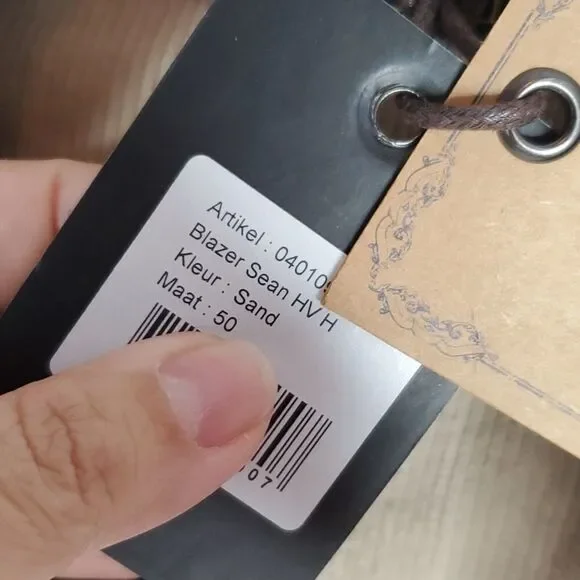 Artikel : 04010
Blazer Sean HV H
Kleur : Sand
Maat : 50
07